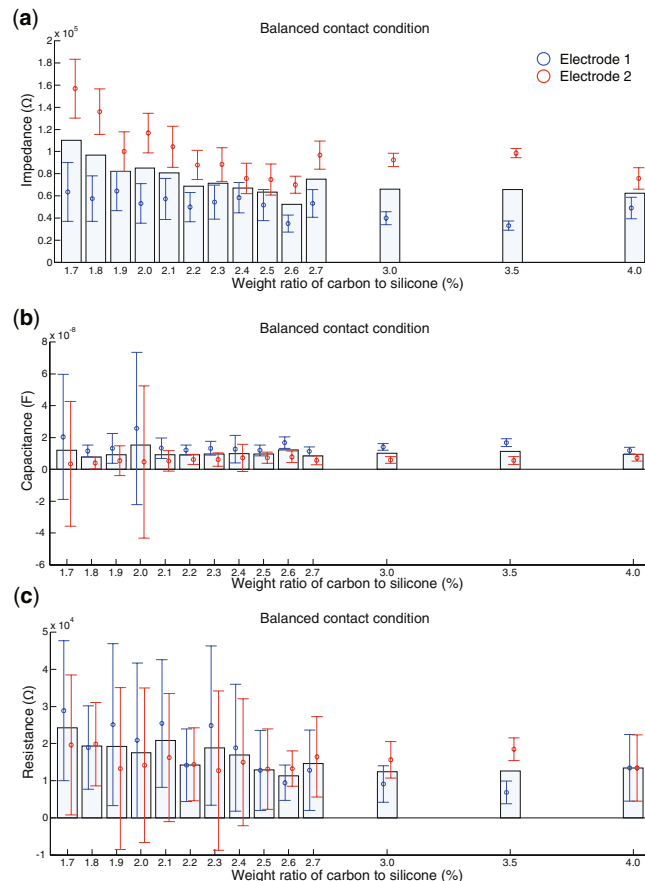 (a)
x 10⁵
Balanced contact condition
Electrode 1
Electrode 2
Impedance (Ω)
2
1.8
1.6
1.4
1.2
1
0.8
0.6
0.4
0.2
0
1.7 1.8 1.9 2.0 2.1 2.2 2.3 2.4 2.5 2.6 2.7 3.0 3.5 4.0
Weight ratio of carbon to silicone (%)
(b)
x 10⁻⁸
Balanced contact condition
Capacitance (F)
8
6
4
2
0
-2
-4
-6
1.7 1.8 1.9 2.0 2.1 2.2 2.3 2.4 2.5 2.6 2.7 3.0 3.5 4.0
Weight ratio of carbon to silicone (%)
(c)
x 10⁴
Balanced contact condition
Resistance (Ω)
5
4
3
2
1
0
-1
1.7 1.8 1.9 2.0 2.1 2.2 2.3 2.4 2.5 2.6 2.7 3.0 3.5 4.0
Weight ratio of carbon to silicone (%)